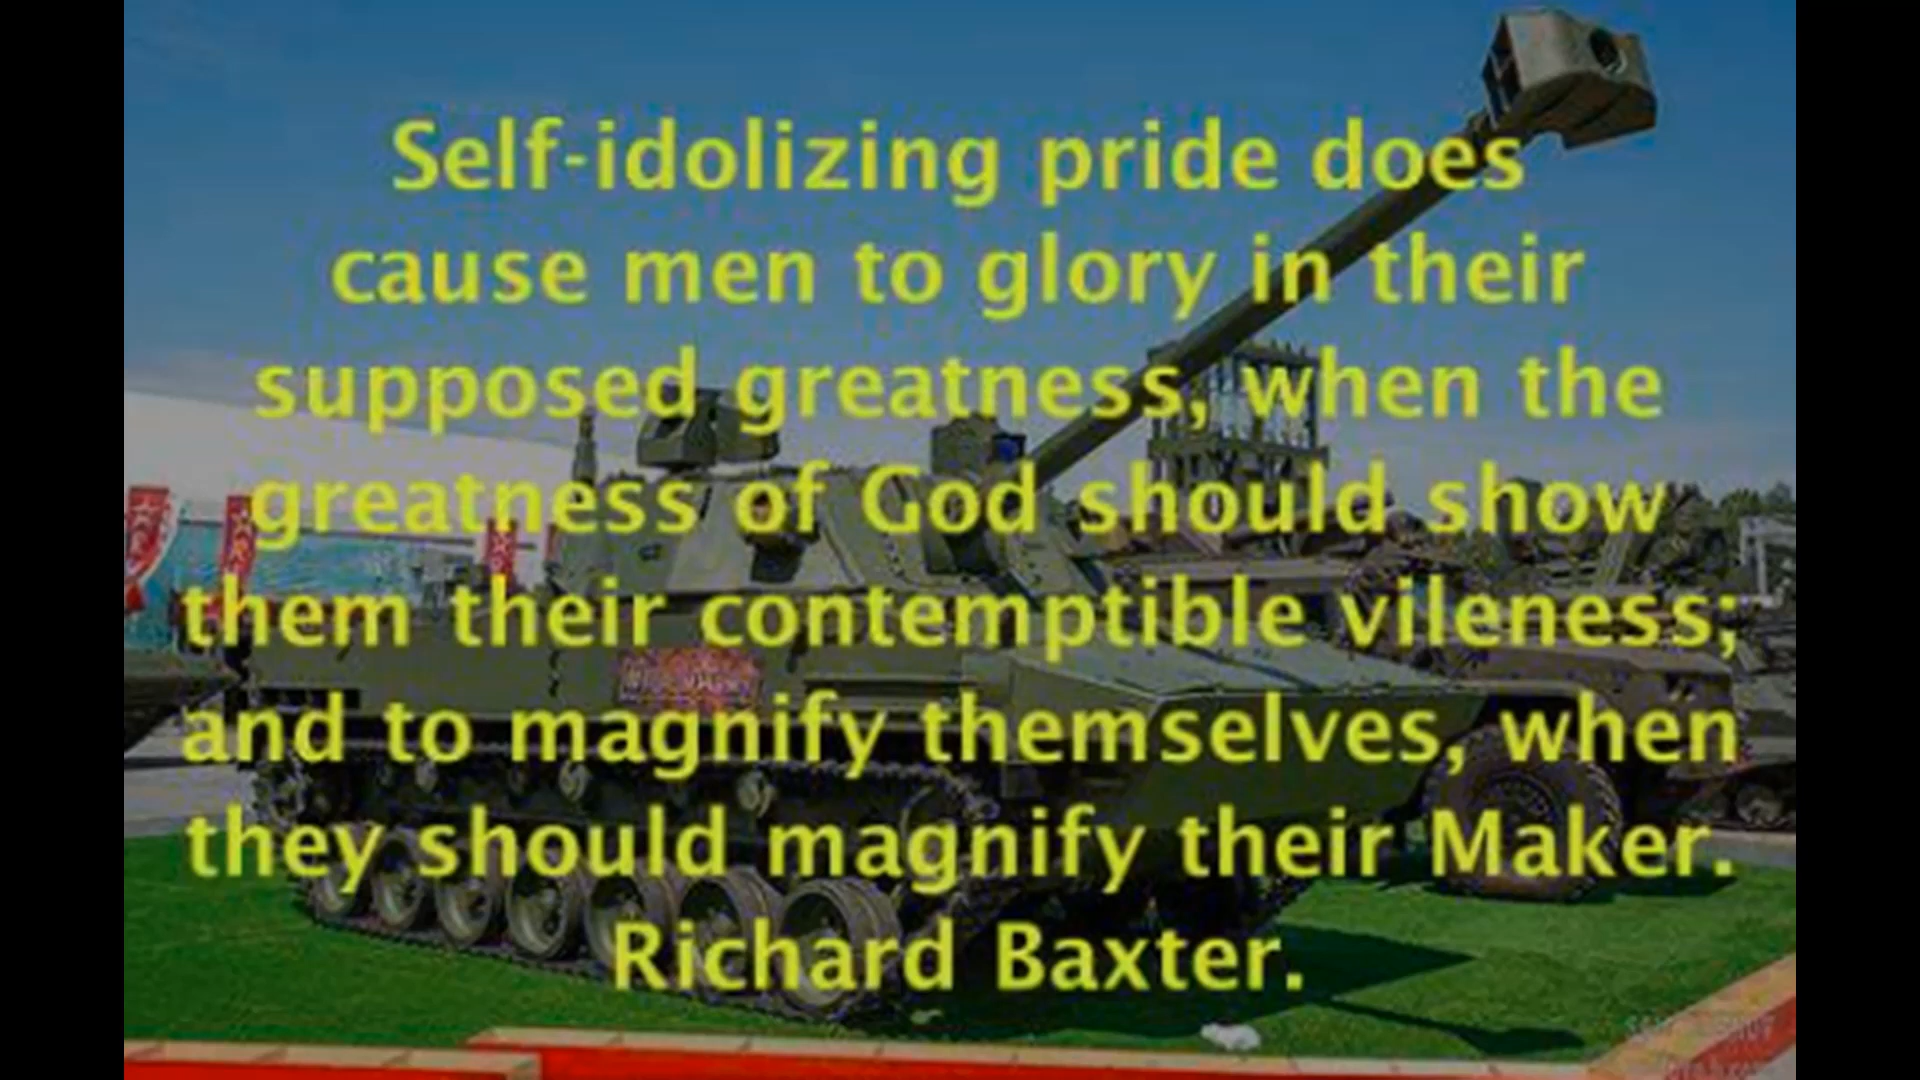 Self-idolizing pride does
cause men to glory in their
supposed greatness, when the
greatness of God should show
them their contemptible vileness;
and to magnify themselves, when
they should magnify their Maker.
Richard Baxter.